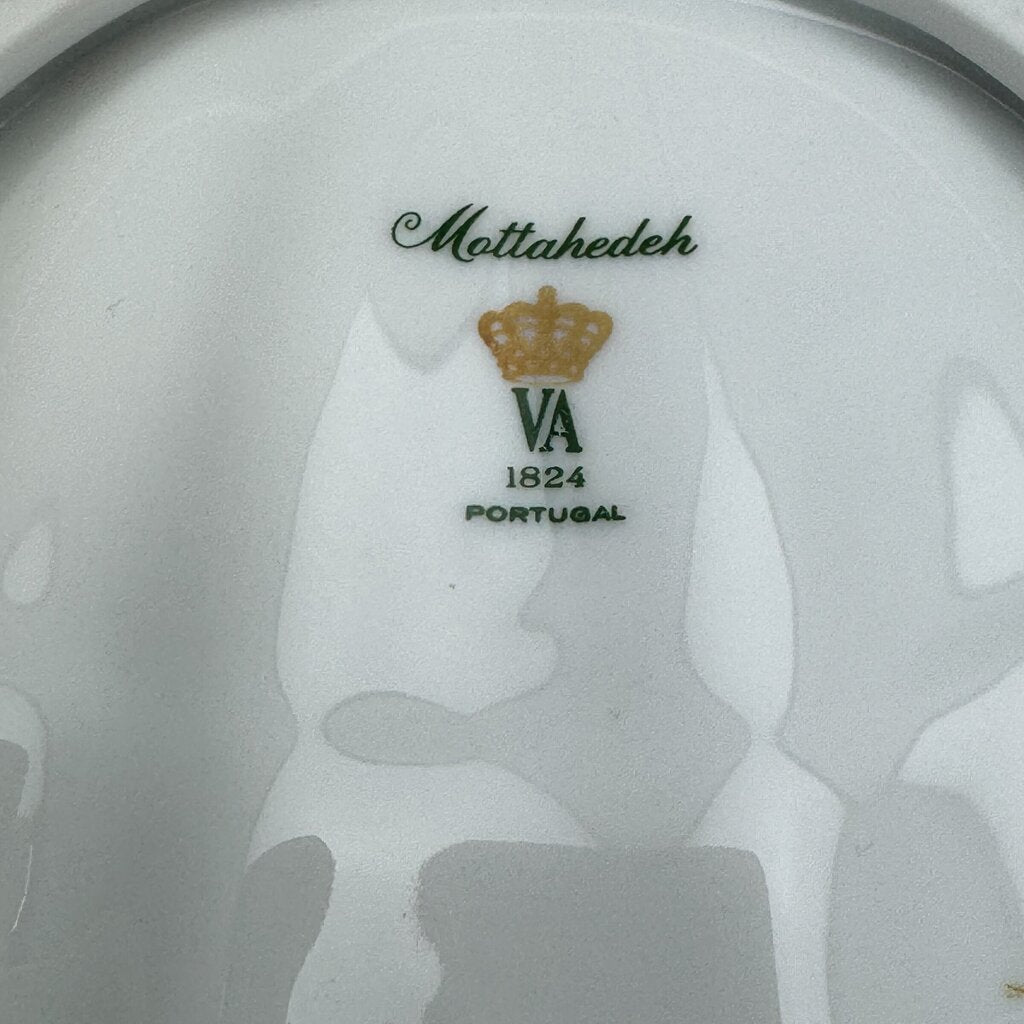 Mottahedeh
VA
1824
PORTUGAL